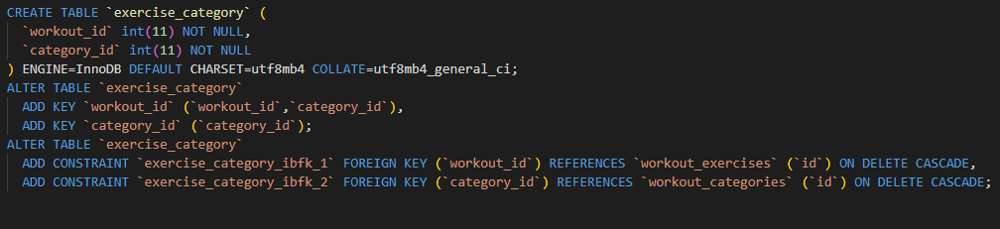 CREATE TABLE `exercise_category` (
  `workout_id` int(11) NOT NULL,
  `category_id` int(11) NOT NULL
) ENGINE=InnoDB DEFAULT CHARSET=utf8mb4 COLLATE=utf8mb4_general_ci;
ALTER TABLE `exercise_category`
  ADD KEY `workout_id` (`workout_id`,`category_id`),
  ADD KEY `category_id` (`category_id`);
ALTER TABLE `exercise_category`
  ADD CONSTRAINT `exercise_category_ibfk_1` FOREIGN KEY (`workout_id`) REFERENCES `workout_exercises` (`id`) ON DELETE CASCADE,
  ADD CONSTRAINT `exercise_category_ibfk_2` FOREIGN KEY (`category_id`) REFERENCES `workout_categories` (`id`) ON DELETE CASCADE;